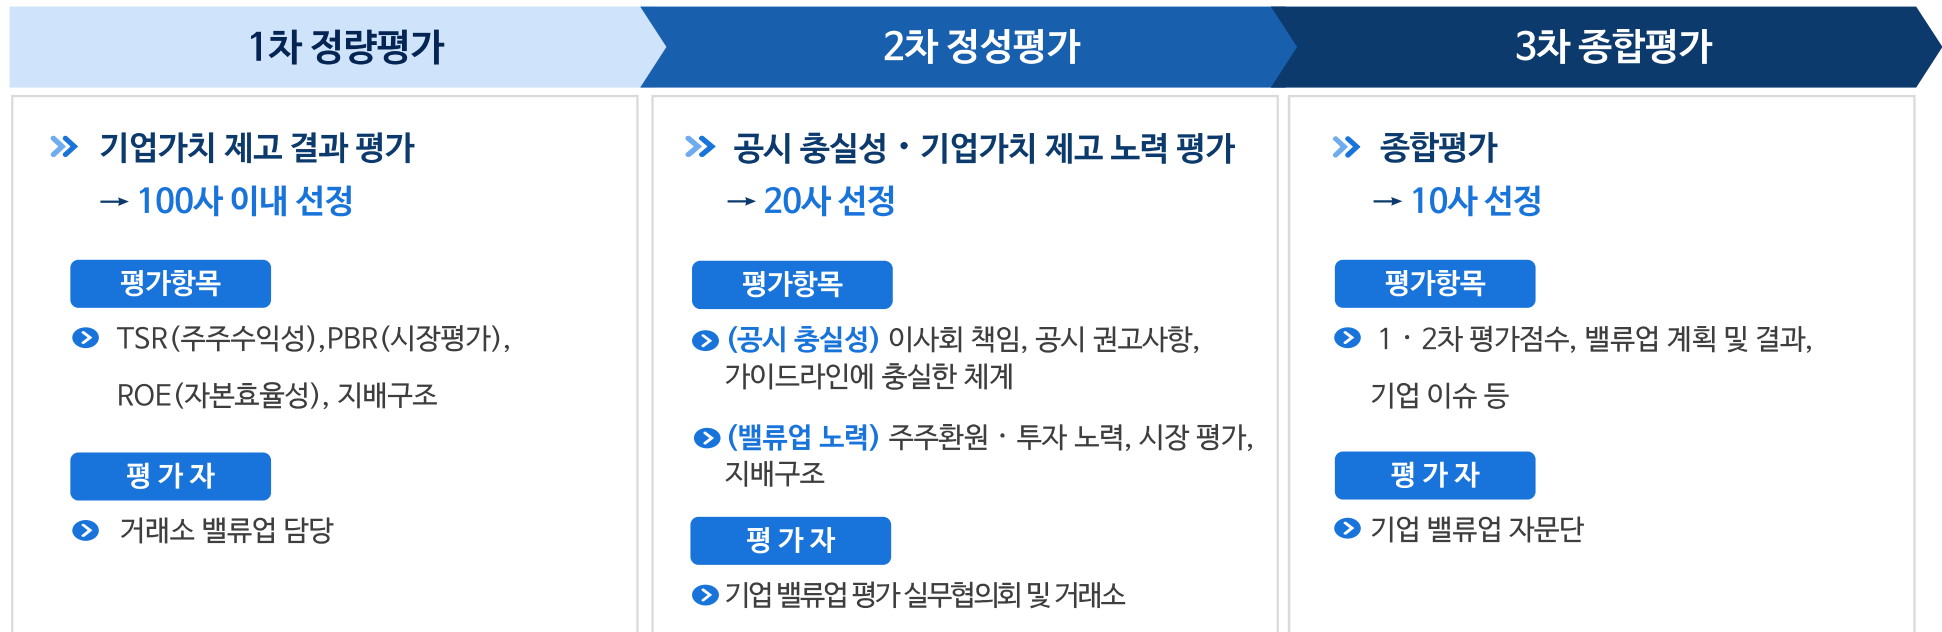 1차 정량평가
2차 정성평가
3차 종합평가
기업가치 제고 결과 평가
→ 100사 이내 선정
평가항목
TSR(주주수익성),PBR(시장평가),
ROE(자본효율성), 지배구조
평 가 자
거래소 밸류업 담당
공시 충실성・기업가치 제고 노력 평가
→ 20사 선정
평가항목
(공시 충실성) 이사회 책임, 공시 권고사항,
가이드라인에 충실한 체계
(밸류업 노력) 주주환원・투자 노력, 시장 평가,
지배구조
평 가 자
기업 밸류업 평가 실무협의회 및 거래소
종합평가
→ 10사 선정
평가항목
1・2차 평가점수, 밸류업 계획 및 결과,
기업 이슈 등
평 가 자
기업 밸류업 자문단